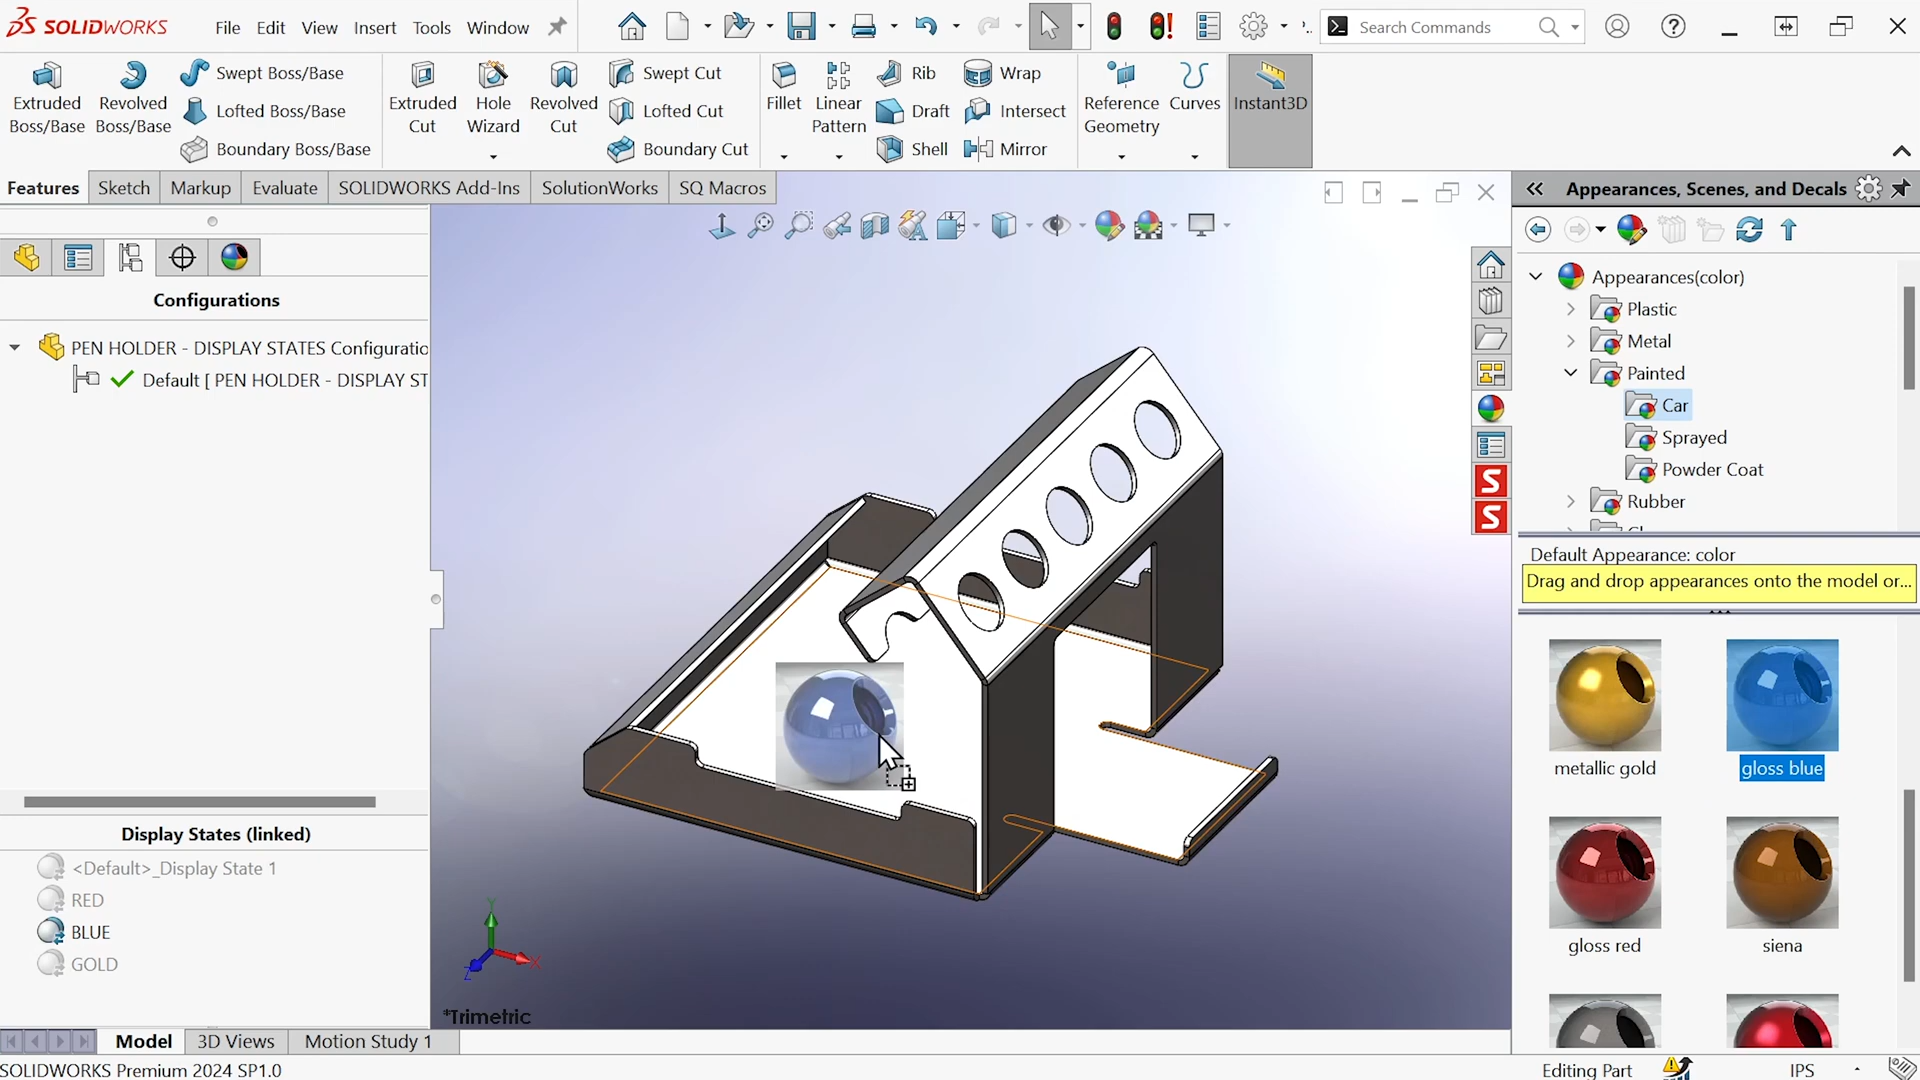 SOLIDWORKS File Edit View Insert Tools Window Search Commands
Extruded Boss/Base
Revolved Boss/Base
Swept Boss/Base
Lofted Boss/Base
Boundary Boss/Base
Extruded Cut
Hole Wizard
Revolved Cut
Swept Cut
Lofted Cut
Boundary Cut
Fillet
Linear Pattern
Rib
Draft
Shell
Wrap
Intersect
Mirror
Reference Geometry
Curves
Instant3D
Features Sketch Markup Evaluate SOLIDWORKS Add-Ins SolutionWorks SQ Macros
Configurations
PEN HOLDER - DISPLAY STATES Configuratio
Default [ PEN HOLDER - DISPLAY ST
Display States (linked)
<Default>_Display State 1
RED
BLUE
GOLD
Y
X
Z
*Trimetric
Appearances, Scenes, and Decals
Appearances(color)
Plastic
Metal
Painted
Car
Sprayed
Powder Coat
Rubber
Default Appearance: color
Drag and drop appearances onto the model or...
metallic gold
gloss blue
gloss red
siena
Model 3D Views Motion Study 1
SOLIDWORKS Premium 2024 SP1.0
Editing Part
IPS